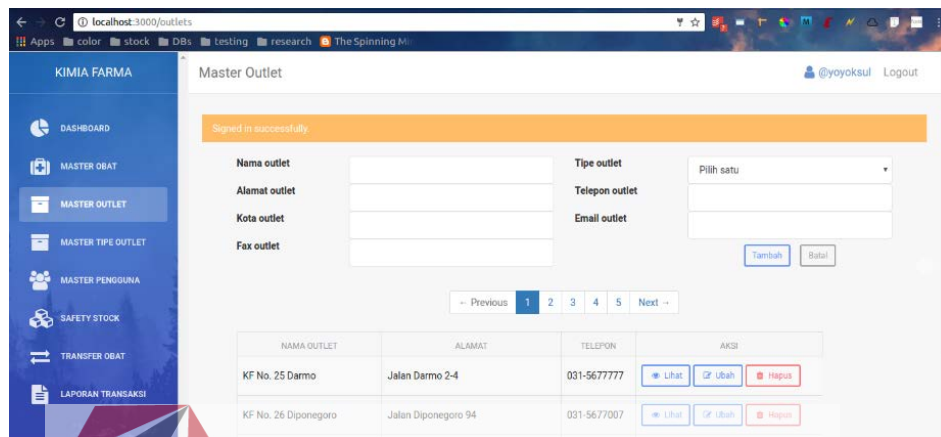 localhost:3000/outlets
Apps color stock DBs testing research The Spinning M
KIMIA FARMA
Master Outlet
@yoyoksul Logout
DASHBOARD
MASTER OBAT
MASTER OUTLET
MASTER TIPE OUTLET
MASTER PENGGUNA
SAFETY STOCK
TRANSFER OBAT
LAPORAN TRANSAKSI
Signed in successfully.
Nama outlet
Tipe outlet Pilih satu
Alamat outlet
Telepon outlet
Kota outlet
Email outlet
Fax outlet
Tambah Batal
← Previous 1 2 3 4 5 Next →
NAMA OUTLET ALAMAT TELEPON AKSI
KF No. 25 Darmo Jalan Darmo 2-4 031-5677777 Lihat Ubah Hapus
KF No. 26 Diponegoro Jalan Diponegoro 94 031-5677007 Lihat Ubah Hapus